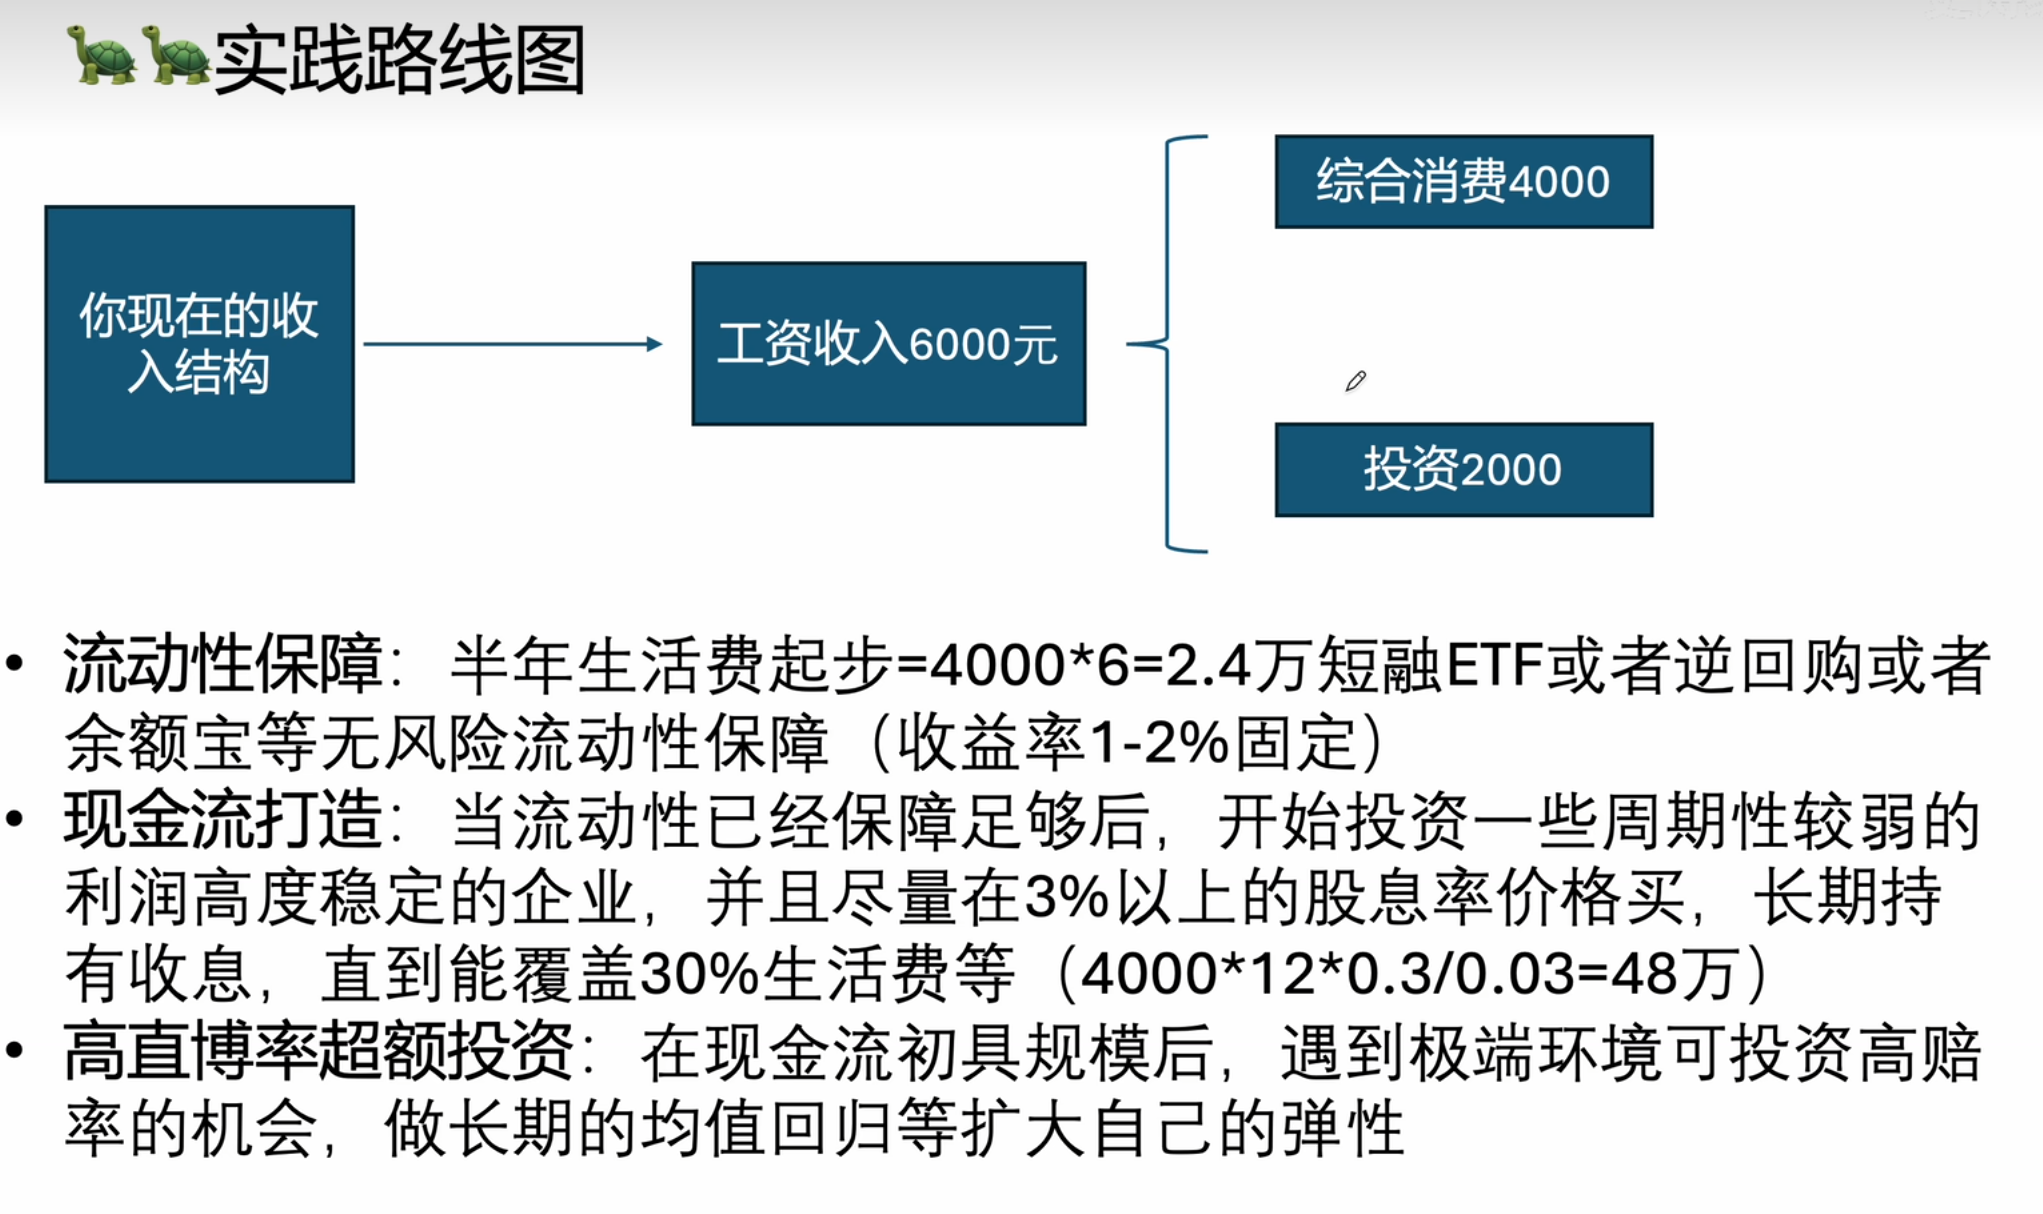 🐢🐢实践路线图
你现在的收
入结构
工资收入6000元
综合消费4000
投资2000
• 流动性保障：半年生活费起步=4000*6=2.4万短融ETF或者逆回购或者
余额宝等无风险流动性保障（收益率1-2%固定）
• 现金流打造：当流动性已经保障足够后，开始投资一些周期性较弱的
利润高度稳定的企业，并且尽量在3%以上的股息率价格买，长期持
有收息，直到能覆盖30%生活费等（4000*12*0.3/0.03=48万）
• 高直博率超额投资：在现金流初具规模后，遇到极端环境可投资高赔
率的机会，做长期的均值回归等扩大自己的弹性